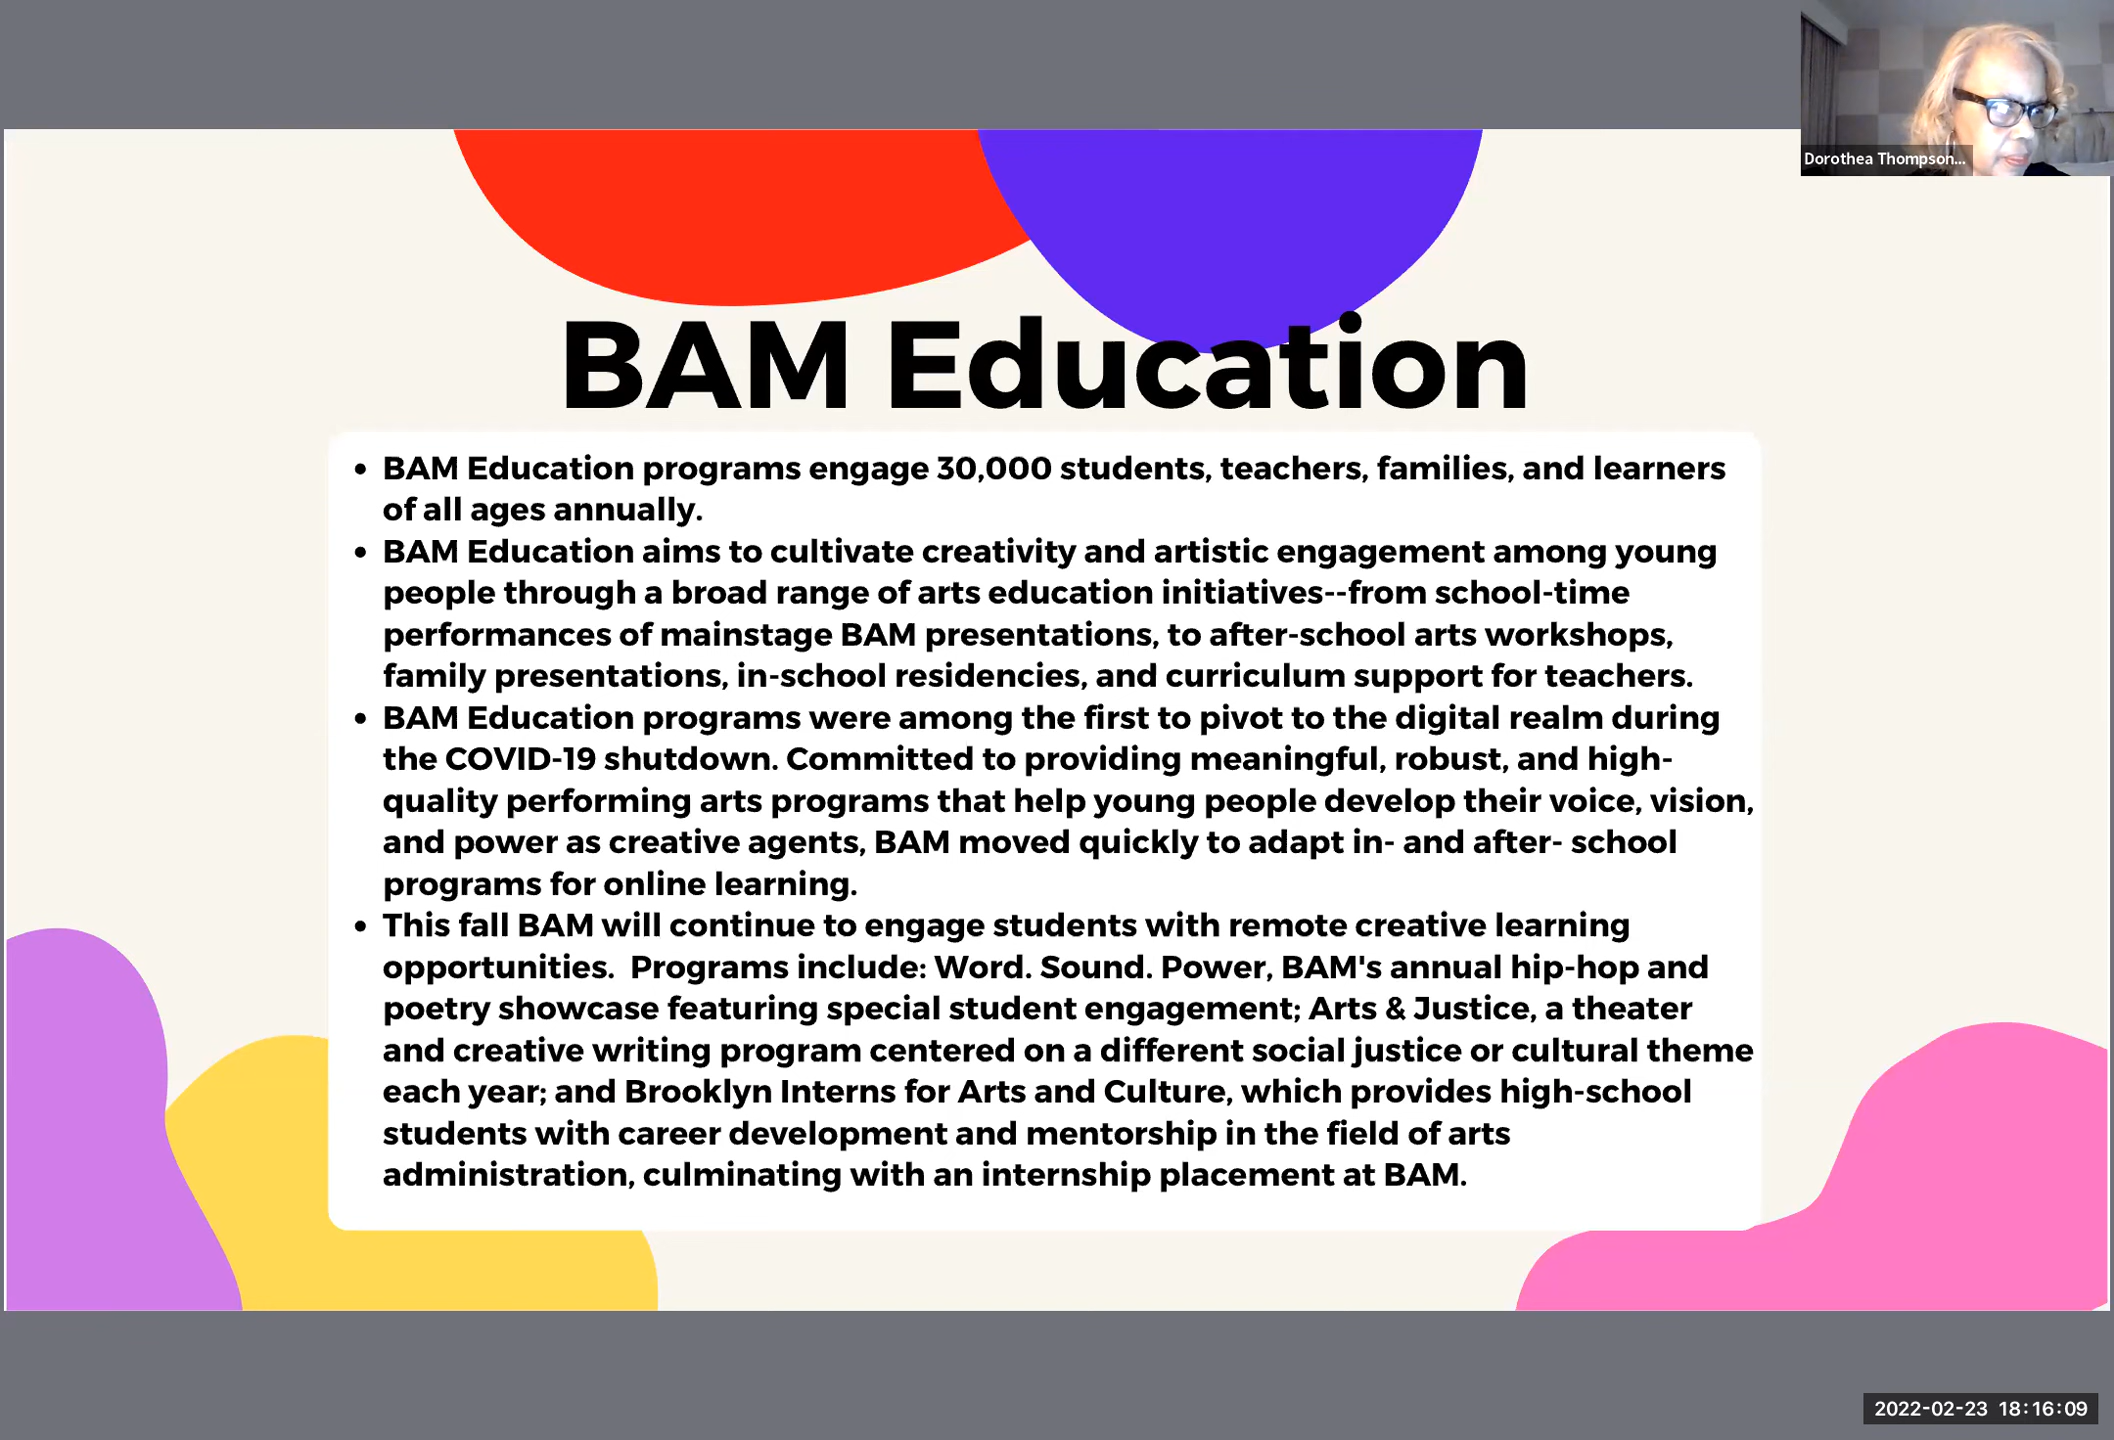 Dorothea Thompson...
BAM Education
• BAM Education programs engage 30,000 students, teachers, families, and learners
of all ages annually.
• BAM Education aims to cultivate creativity and artistic engagement among young
people through a broad range of arts education initiatives--from school-time
performances of mainstage BAM presentations, to after-school arts workshops,
family presentations, in-school residencies, and curriculum support for teachers.
• BAM Education programs were among the first to pivot to the digital realm during
the COVID-19 shutdown. Committed to providing meaningful, robust, and high-
quality performing arts programs that help young people develop their voice, vision,
and power as creative agents, BAM moved quickly to adapt in- and after- school
programs for online learning.
• This fall BAM will continue to engage students with remote creative learning
opportunities.  Programs include: Word. Sound. Power, BAM's annual hip-hop and
poetry showcase featuring special student engagement; Arts & Justice, a theater
and creative writing program centered on a different social justice or cultural theme
each year; and Brooklyn Interns for Arts and Culture, which provides high-school
students with career development and mentorship in the field of arts
administration, culminating with an internship placement at BAM.
2022-02-23 18:16:09